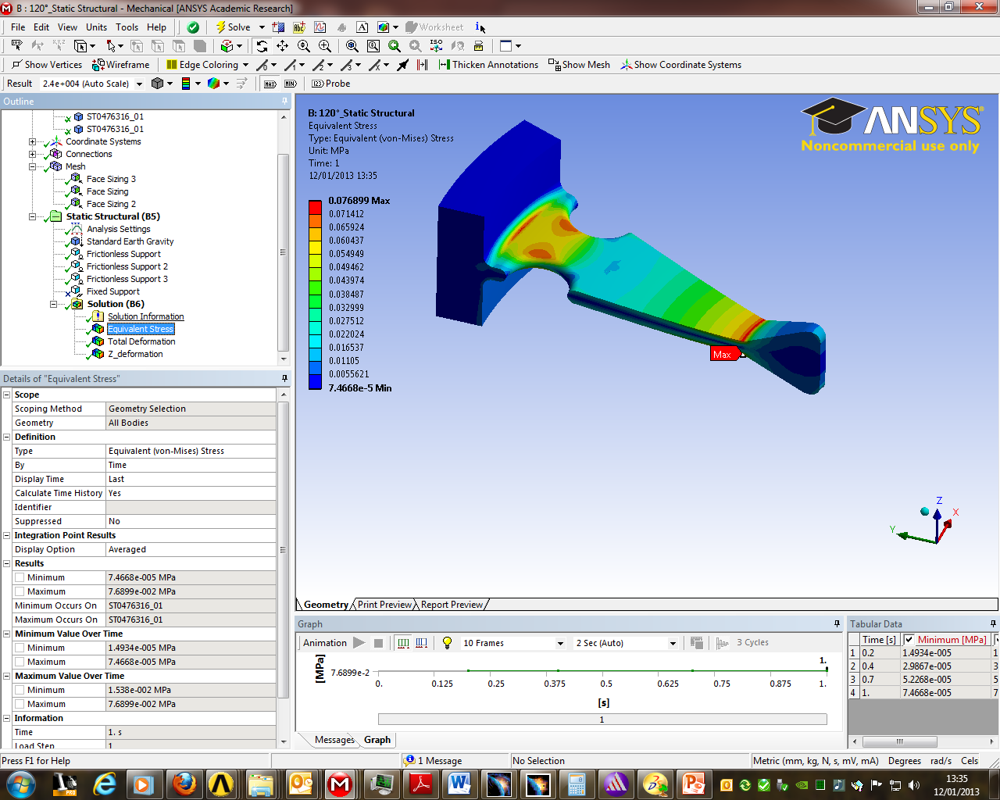 B : 120°_Static Structural - Mechanical [ANSYS Academic Research]
File Edit View Units Tools Help Solve Worksheet
Show Vertices Wireframe Edge Coloring Thicken Annotations Show Mesh Show Coordinate Systems
Result 2.4e+004 (Auto Scale) MAX MIN 123 Probe
Outline
ST0476316_01
ST0476316_01
Coordinate Systems
Connections
Mesh
Face Sizing 3
Face Sizing
Face Sizing 2
Static Structural (B5)
Analysis Settings
Standard Earth Gravity
Frictionless Support
Frictionless Support 2
Frictionless Support 3
Fixed Support
Solution (B6)
Solution Information
Equivalent Stress
Total Deformation
Z_deformation
Details of "Equivalent Stress"
Scope
Scoping Method Geometry Selection
Geometry All Bodies
Definition
Type Equivalent (von-Mises) Stress
By Time
Display Time Last
Calculate Time History Yes
Identifier
Suppressed No
Integration Point Results
Display Option Averaged
Results
Minimum 7.4668e-005 MPa
Maximum 7.6899e-002 MPa
Minimum Occurs On ST0476316_01
Maximum Occurs On ST0476316_01
Minimum Value Over Time
Minimum 1.4934e-005 MPa
Maximum 7.4668e-005 MPa
Maximum Value Over Time
Minimum 1.538e-002 MPa
Maximum 7.6899e-002 MPa
Information
Time 1. s
Load Step 1
B: 120°_Static Structural
Equivalent Stress
Type: Equivalent (von-Mises) Stress
Unit: MPa
Time: 1
12/01/2013 13:35
0.076899 Max
0.071412
0.065924
0.060437
0.054949
0.049462
0.043974
0.038487
0.032999
0.027512
0.022024
0.016537
0.01105
0.0055621
7.4668e-5 Min
ANSYS
Noncommercial use only
Max
Z
X
Y
Geometry Print Preview Report Preview
Graph
Animation 10 Frames 2 Sec (Auto) 3 Cycles
[MPa]
7.6899e-2
1.
0. 0.125 0.25 0.375 0.5 0.625 0.75 0.875 1.
[s]
1
Messages Graph
Tabular Data
Time [s] Minimum [MPa]
1 0.2 1.4934e-005 1
2 0.4 2.9867e-005 3
3 0.7 5.2268e-005 5
4 1. 7.4668e-005 7
Press F1 for Help 1 Message No Selection Metric (mm, kg, N, s, mV, mA) Degrees rad/s Cels
13:35
12/01/2013